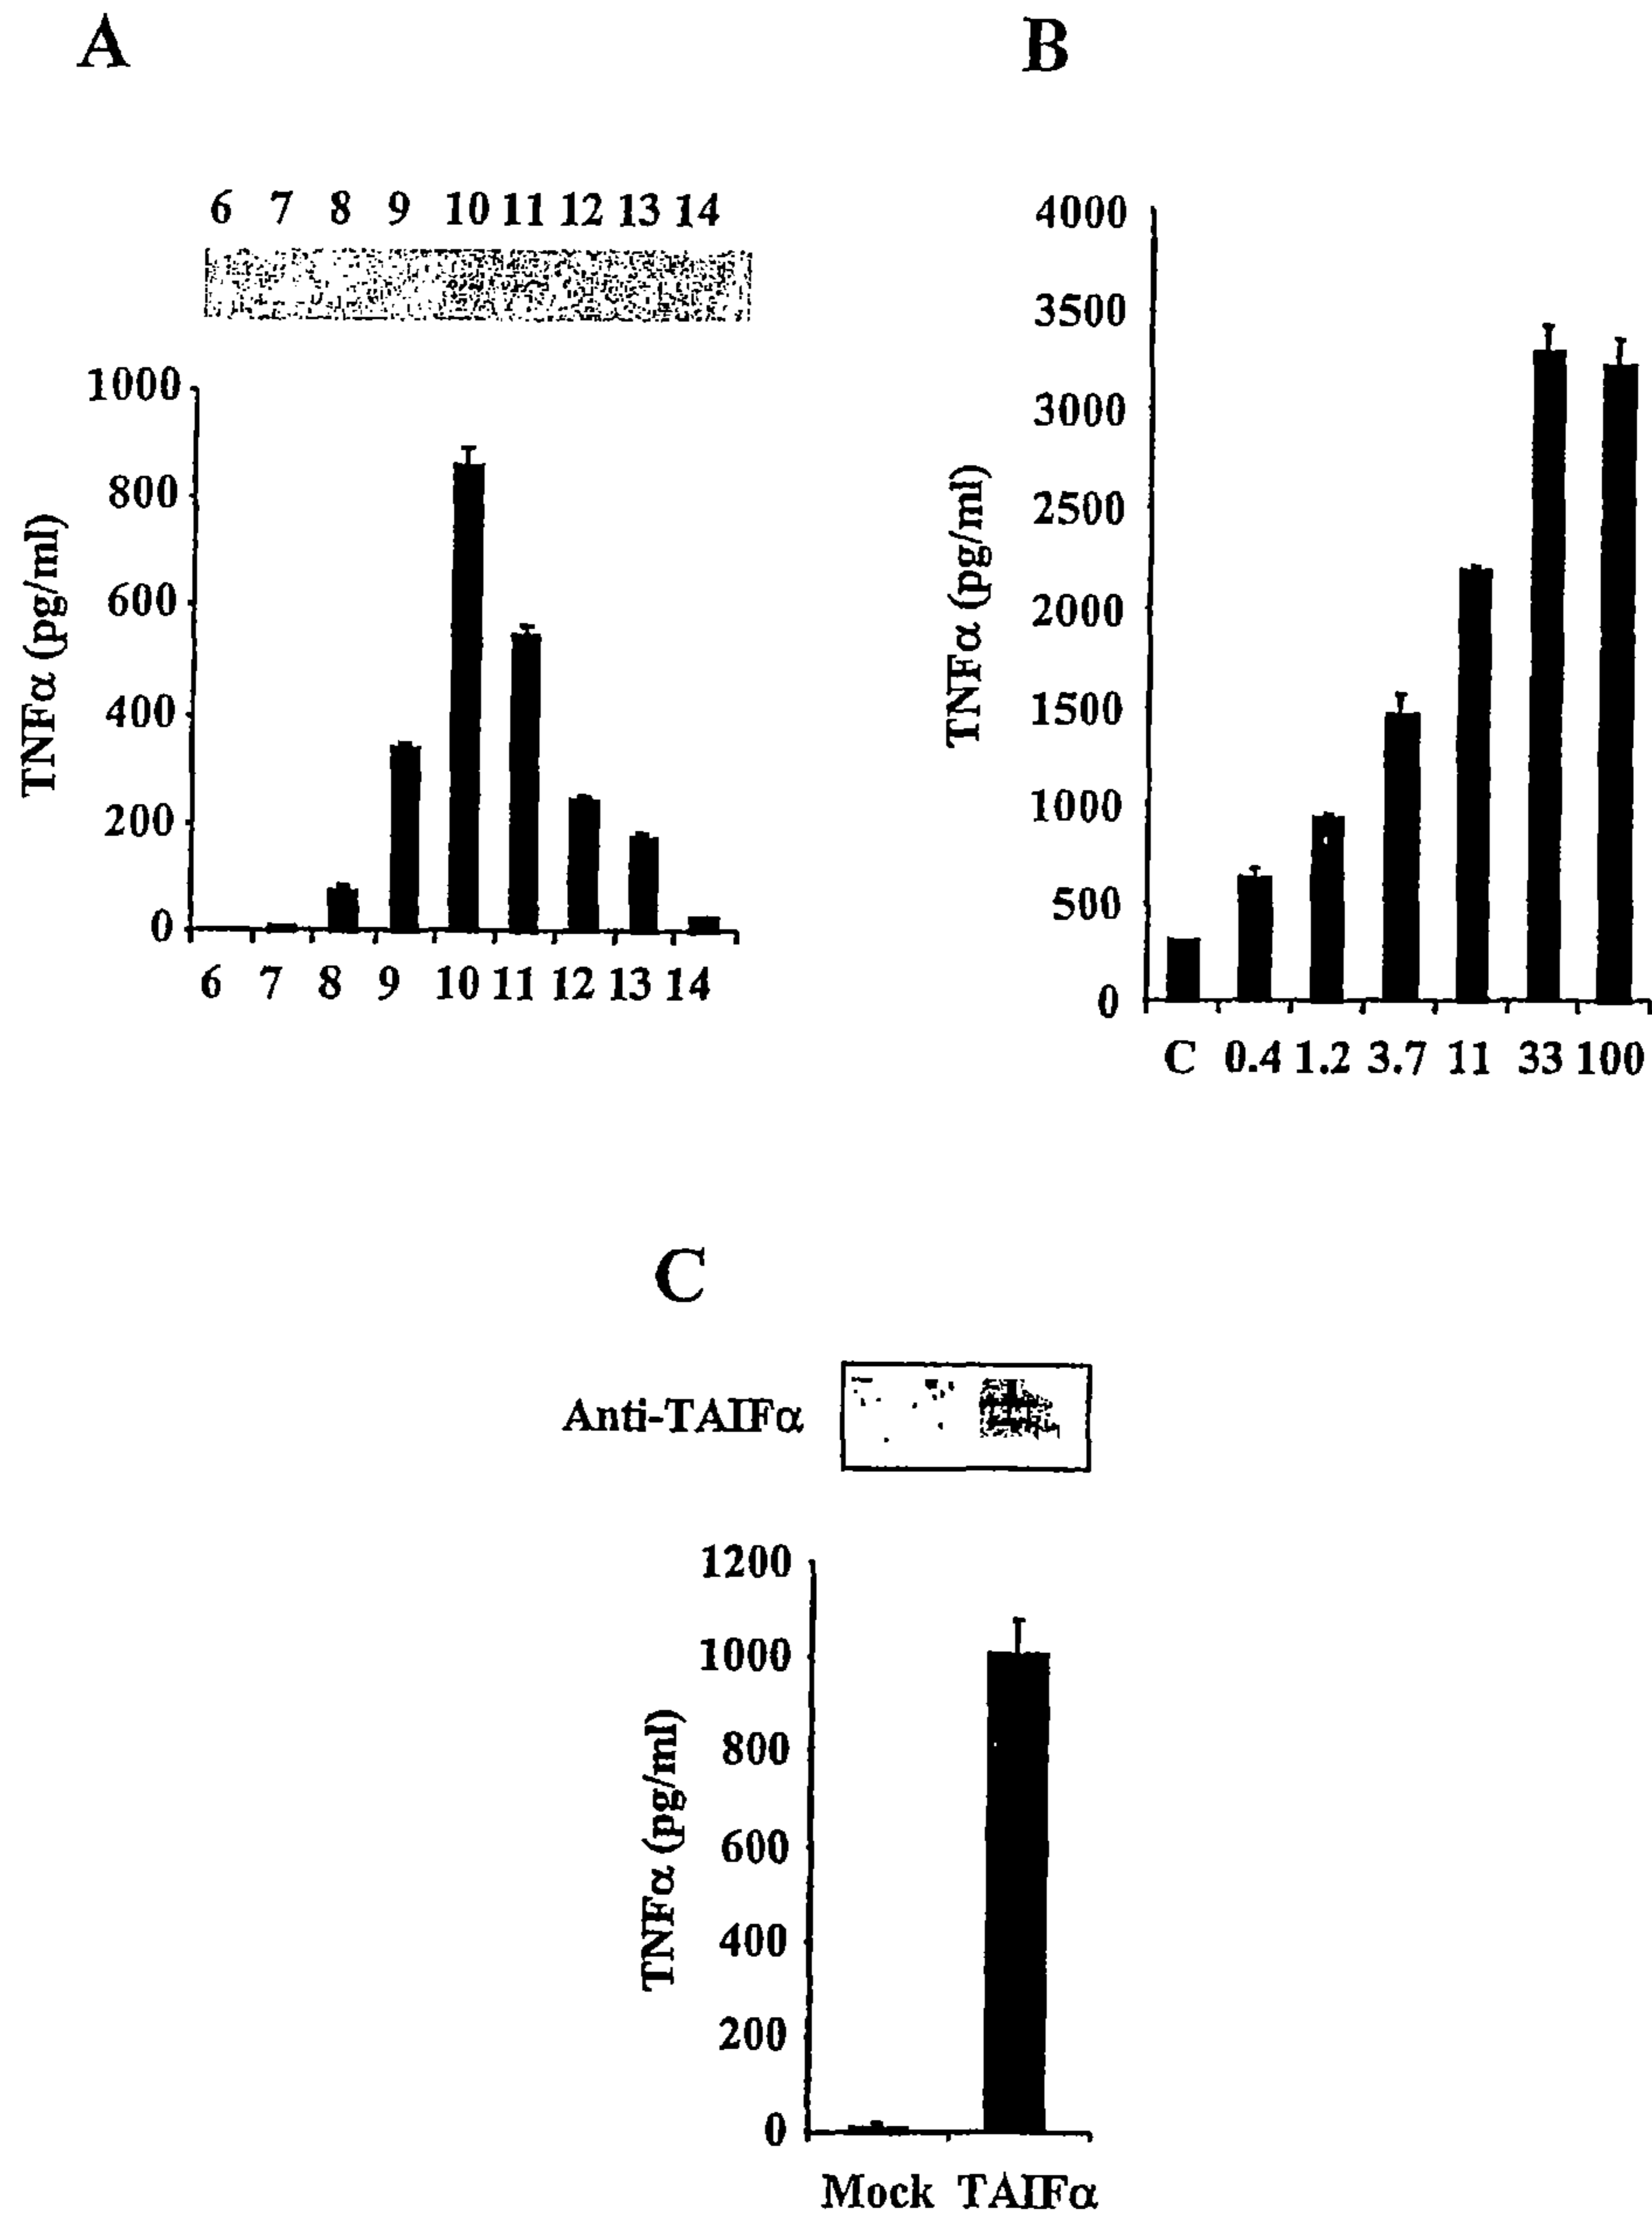 A
6 7 8 9 10 11 12 13 14
1000
800
600
400
200
0
TNFα (pg/ml)
6 7 8 9 10 11 12 13 14
B
4000
3500
3000
2500
2000
1500
1000
500
0
TNFα (pg/ml)
C 0.4 1.2 3.7 11 33 100
C
Anti-TAIFα
1200
1000
800
600
400
200
0
TNFα (pg/ml)
Mock TAIFα